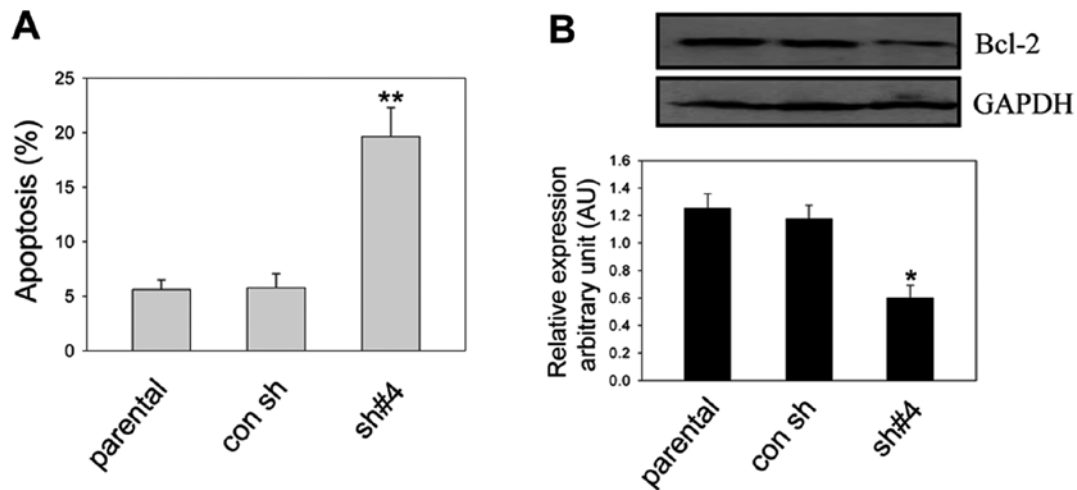 A
Apoptosis (%)
25
20
15
10
5
0
**
parental
con sh
sh#4
B
Bcl-2
GAPDH
Relative expression
arbitrary unit (AU)
1.6
1.4
1.2
1.0
0.8
0.6
0.4
0.2
0.0
*
parental
con sh
sh#4